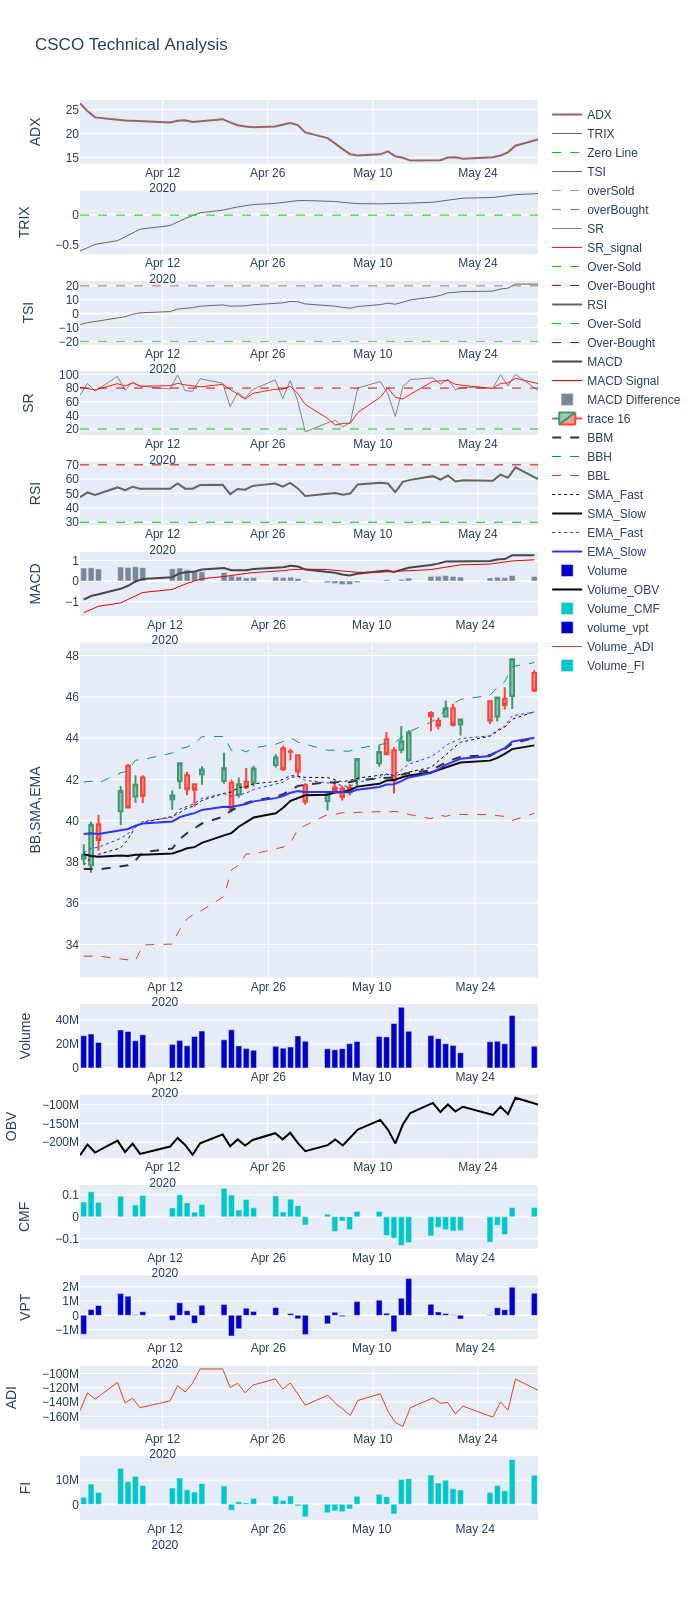 CSCO Technical Analysis
ADX
25
20
15
Apr 12
2020
Apr 26
May 10
May 24
TRIX
0
−0.5
Apr 12
2020
Apr 26
May 10
May 24
TSI
20
10
0
−10
−20
Apr 12
2020
Apr 26
May 10
May 24
SR
100
80
60
40
20
Apr 12
2020
Apr 26
May 10
May 24
RSI
70
60
50
40
30
Apr 12
2020
Apr 26
May 10
May 24
MACD
1
0
−1
Apr 12
2020
Apr 26
May 10
May 24
BB,SMA,EMA
48
46
44
42
40
38
36
34
Apr 12
2020
Apr 26
May 10
May 24
Volume
40M
20M
0
Apr 12
2020
Apr 26
May 10
May 24
OBV
−100M
−150M
−200M
Apr 12
2020
Apr 26
May 10
May 24
CMF
0.1
0
−0.1
Apr 12
2020
Apr 26
May 10
May 24
VPT
2M
1M
0
−1M
Apr 12
2020
Apr 26
May 10
May 24
ADI
−100M
−120M
−140M
−160M
Apr 12
2020
Apr 26
May 10
May 24
FI
10M
0
Apr 12
2020
Apr 26
May 10
May 24
ADX
TRIX
Zero Line
TSI
overSold
overBought
SR
SR_signal
Over-Sold
Over-Bought
RSI
Over-Sold
Over-Bought
MACD
MACD Signal
MACD Difference
trace 16
BBM
BBH
BBL
SMA_Fast
SMA_Slow
EMA_Fast
EMA_Slow
Volume
Volume_OBV
Volume_CMF
volume_vpt
Volume_ADI
Volume_FI